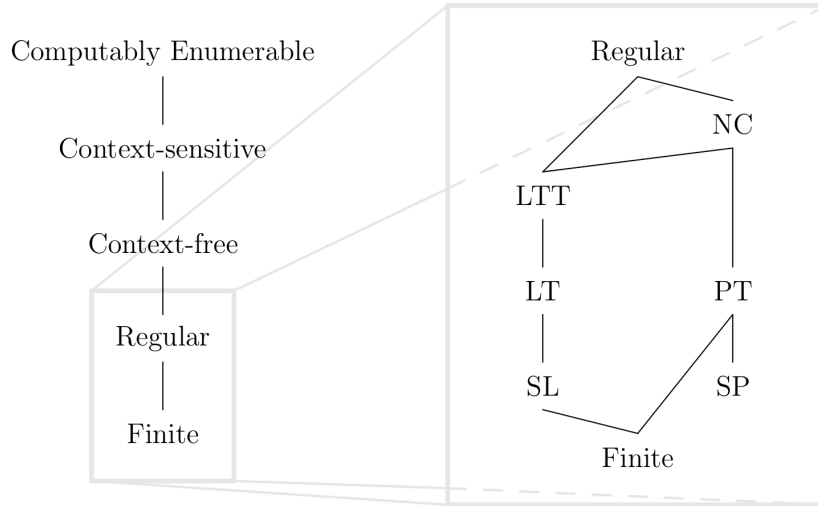 Computably Enumerable
Context-sensitive
Context-free
Regular
Finite
Regular
NC
LTT
LT
PT
SL
SP
Finite